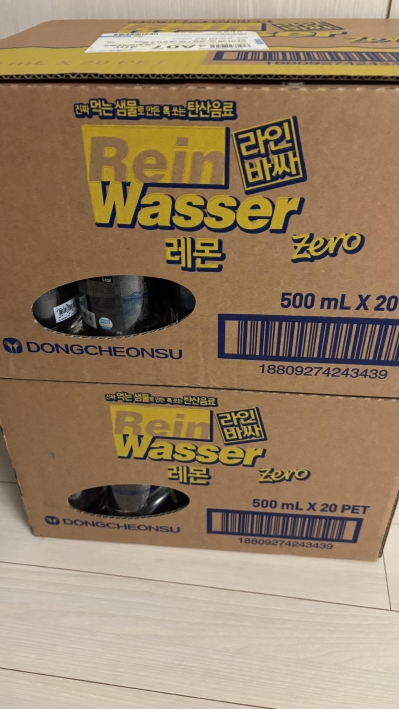 4A07
진짜 먹는 샘물로 만든 톡 쏘는 탄산음료
Rein
라인
바싸
Wasser
레몬
zero
500 mL X 20
DONGCHEONSU
18809274243439
진짜 먹는 샘물로 만든 톡 쏘는 탄산음료
Rein
라인
바싸
Wasser
레몬
zero
500 mL X 20 PET
DONGCHEONSU
18809274243439